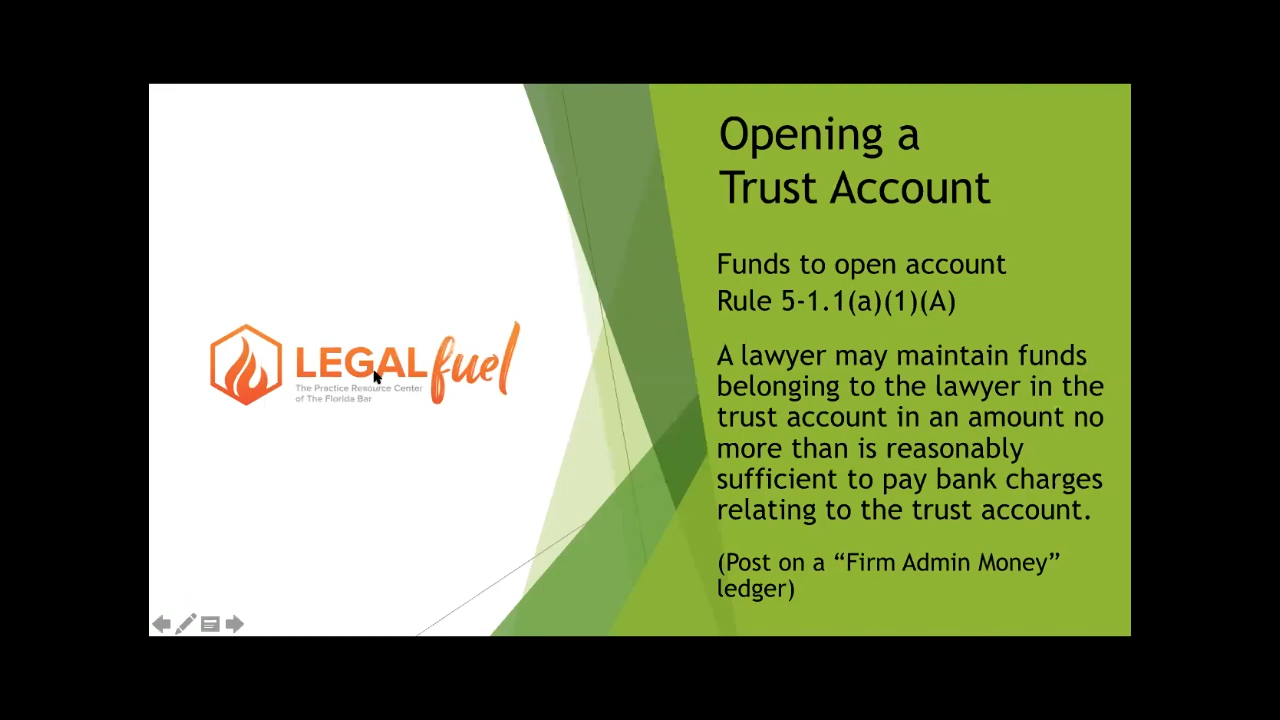 LEGALfuel
The Practice Resource Center
of The Florida Bar
Opening a
Trust Account
Funds to open account
Rule 5-1.1(a)(1)(A)
A lawyer may maintain funds
belonging to the lawyer in the
trust account in an amount no
more than is reasonably
sufficient to pay bank charges
relating to the trust account.
(Post on a “Firm Admin Money”
ledger)